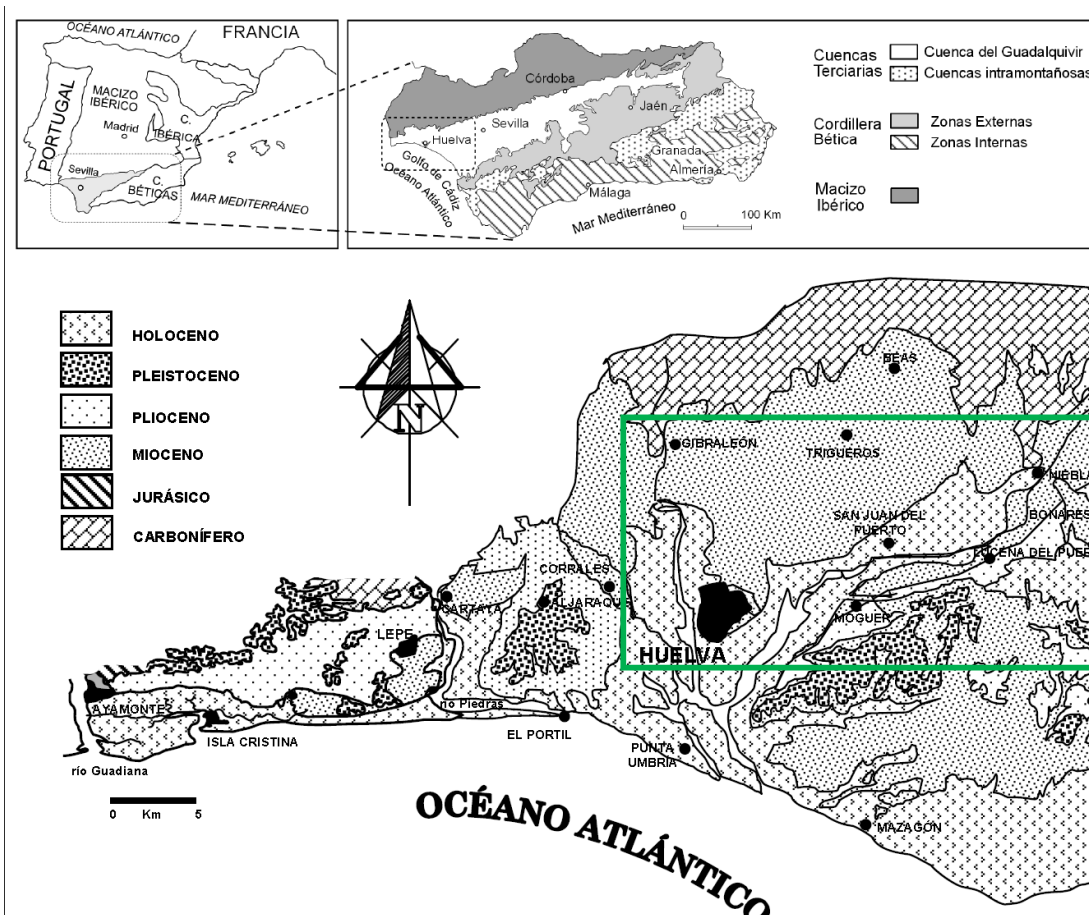 OCÉANO ATLÁNTICO
FRANCIA
PORTUGAL
MACIZO
IBÉRICO
Madrid
C.
IBÉRICA
Sevilla
C.
BÉTICAS
MAR MEDITERRÁNEO
Córdoba
Jaén
Sevilla
Huelva
Granada
Golfo de Cádiz
Océano Atlántico
Almería
Málaga
Mar Mediterráneo
0 100 Km
Cuencas
Terciarias
Cuenca del Guadalquivir
Cuencas intramontañosas
Cordillera
Bética
Zonas Externas
Zonas Internas
Macizo
Ibérico
HOLOCENO
PLEISTOCENO
PLIOCENO
MIOCENO
JURÁSICO
CARBONÍFERO
N
BEAS
GIBRALEÓN
TRIGUEROS
NIEBLA
BONARES
SAN JUAN DEL
PUERTO
LUCENA DEL PUE
CORRALES
CARTAYA
ALJARAQUE
MOGUER
LEPE
HUELVA
río Piedras
AYAMONTE
ISLA CRISTINA
EL PORTIL
PUNTA
UMBRÍA
río Guadiana
0 Km 5
MAZAGÓN
OCÉANO ATLÁNTICO